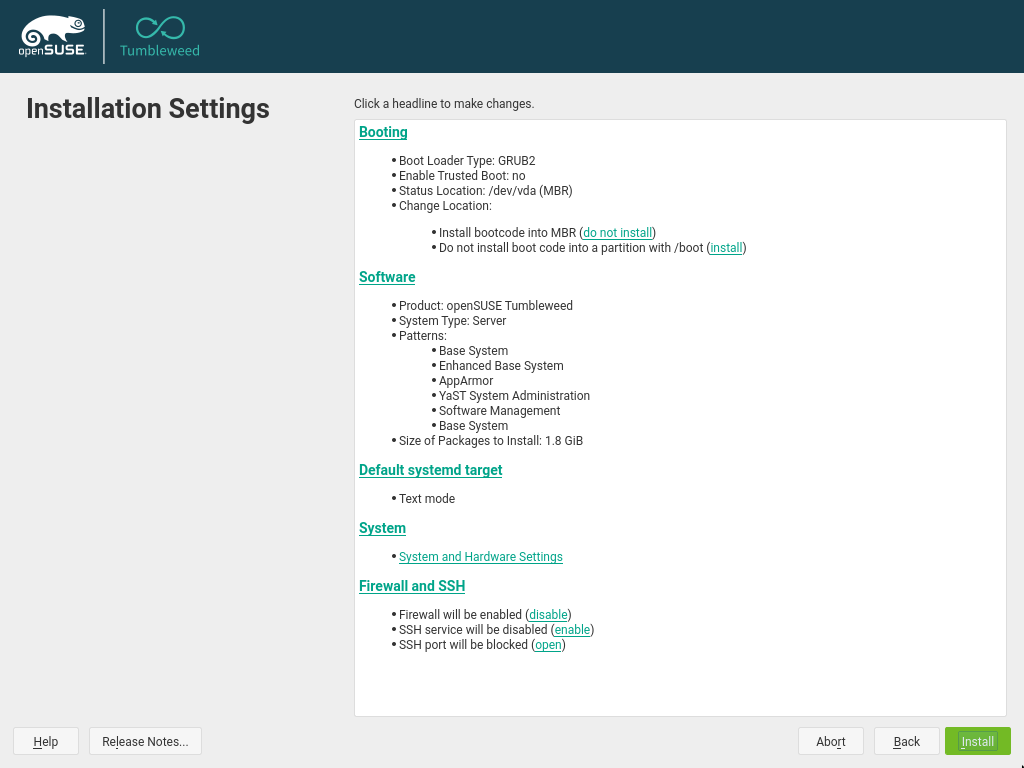 openSUSE
Tumbleweed
Installation Settings
Click a headline to make changes.
Booting
Boot Loader Type: GRUB2
Enable Trusted Boot: no
Status Location: /dev/vda (MBR)
Change Location:
Install bootcode into MBR (do not install)
Do not install boot code into a partition with /boot (install)
Software
Product: openSUSE Tumbleweed
System Type: Server
Patterns:
Base System
Enhanced Base System
AppArmor
YaST System Administration
Software Management
Base System
Size of Packages to Install: 1.8 GiB
Default systemd target
Text mode
System
System and Hardware Settings
Firewall and SSH
Firewall will be enabled (disable)
SSH service will be disabled (enable)
SSH port will be blocked (open)
Help Release Notes... Abort Back Install